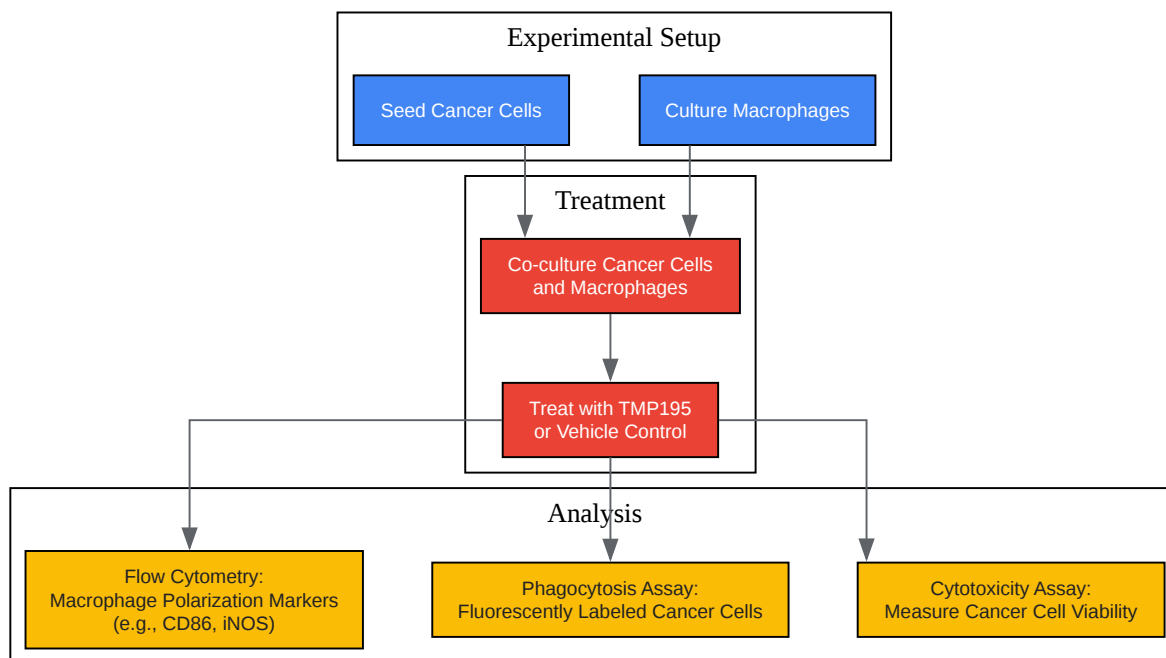 Experimental Setup
Seed Cancer Cells
Culture Macrophages
Treatment
Co-culture Cancer Cells
and Macrophages
Treat with TMP195
or Vehicle Control
Analysis
Flow Cytometry:
Macrophage Polarization Markers
(e.g., CD86, iNOS)
Phagocytosis Assay:
Fluorescently Labeled Cancer Cells
Cytotoxicity Assay:
Measure Cancer Cell Viability